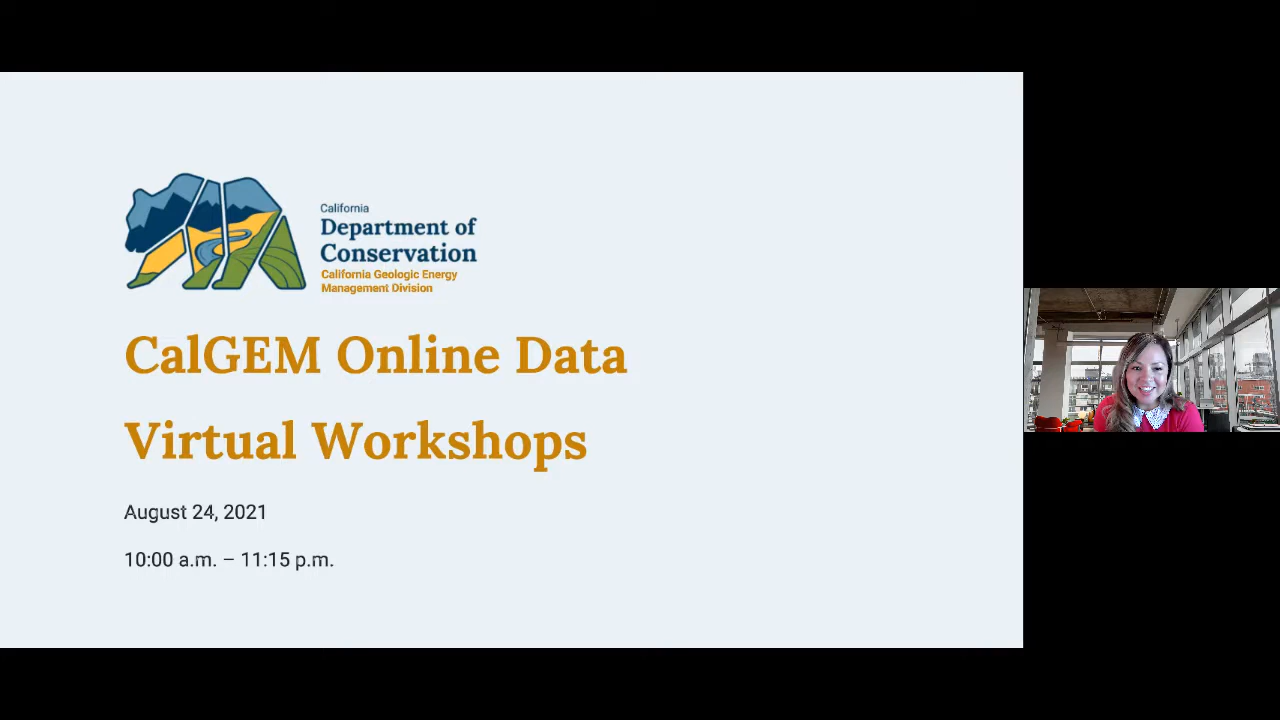 California
Department of
Conservation
California Geologic Energy
Management Division
CalGEM Online Data
Virtual Workshops
August 24, 2021
10:00 a.m. – 11:15 p.m.